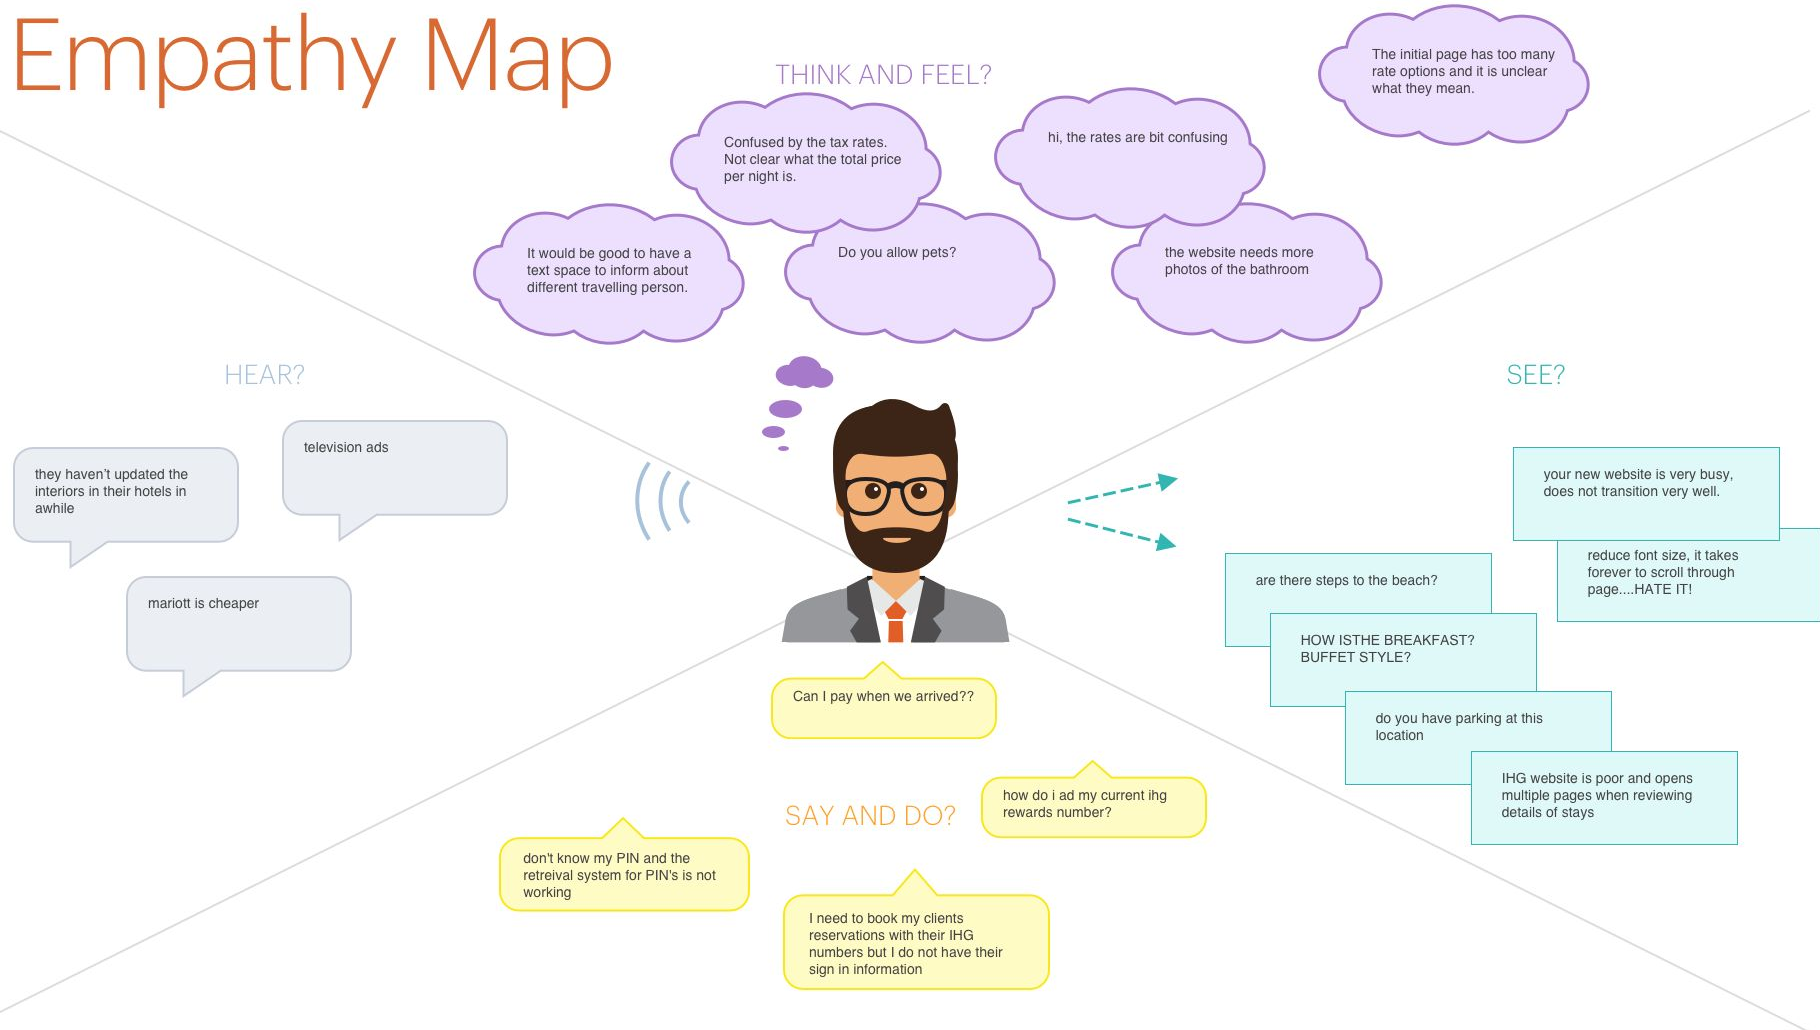 Empathy Map
THINK AND FEEL?
The initial page has too many
rate options and it is unclear
what they mean.
Confused by the tax rates.
Not clear what the total price
per night is.
hi, the rates are bit confusing
It would be good to have a
text space to inform about
different travelling person.
Do you allow pets?
the website needs more
photos of the bathroom
HEAR?
they haven't updated the
interiors in their hotels in
awhile
television ads
mariott is cheaper
SEE?
your new website is very busy,
does not transition very well.
reduce font size, it takes
forever to scroll through
page....HATE IT!
are there steps to the beach?
HOW ISTHE BREAKFAST?
BUFFET STYLE?
do you have parking at this
location
IHG website is poor and opens
multiple pages when reviewing
details of stays
Can I pay when we arrived??
SAY AND DO?
how do i ad my current ihg
rewards number?
don't know my PIN and the
retreival system for PIN's is not
working
I need to book my clients
reservations with their IHG
numbers but I do not have their
sign in information